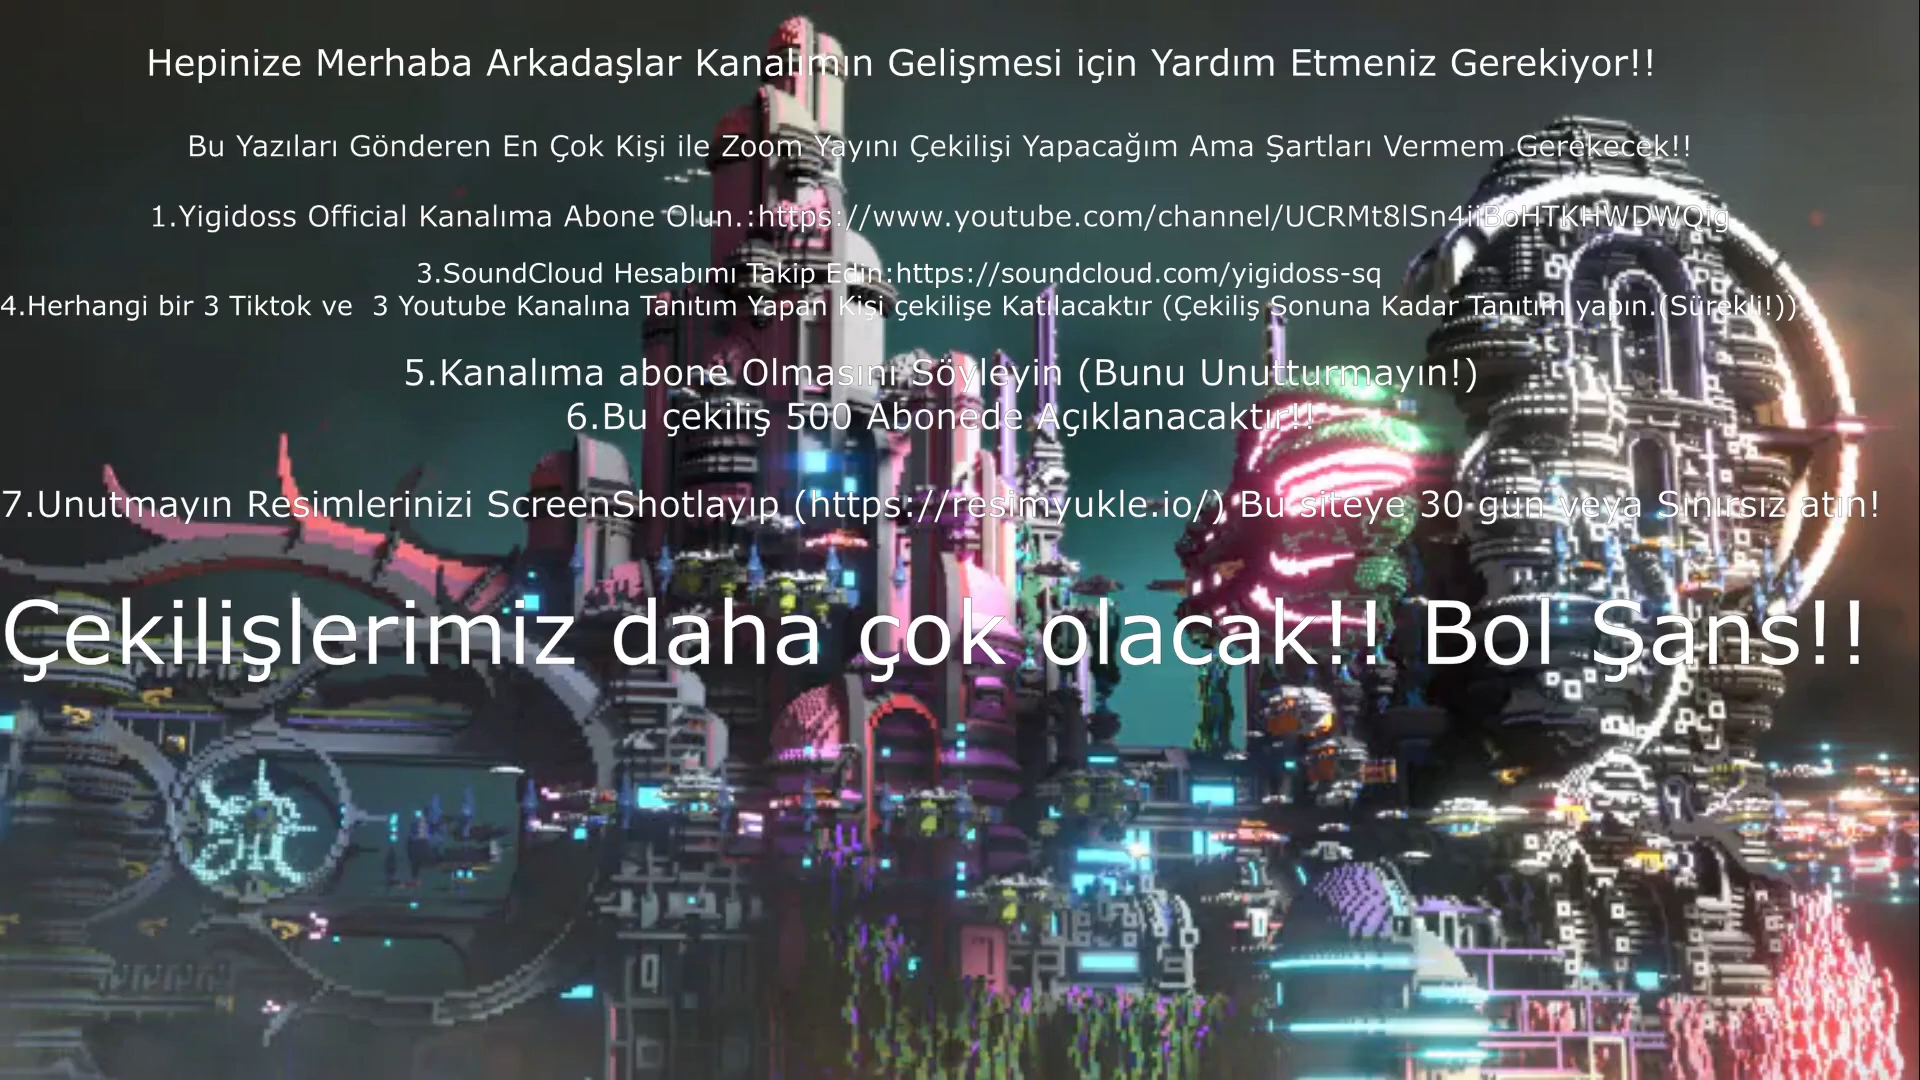 Hepinize Merhaba Arkadaşlar Kanalımın Gelişmesi için Yardım Etmeniz Gerekiyor!!
Bu Yazıları Gönderen En Çok Kişi ile Zoom Yayını Çekilişi Yapacağım Ama Şartları Vermem Gerekecek!!
1.Yigidoss Official Kanalıma Abone Olun.:https://www.youtube.com/channel/UCRMt8lSn4iiBoHTKHWDWQig
3.SoundCloud Hesabımı Takip Edin:https://soundcloud.com/yigidoss-sq
4.Herhangi bir 3 Tiktok ve  3 Youtube Kanalına Tanıtım Yapan Kişi çekilişe Katılacaktır (Çekiliş Sonuna Kadar Tanıtım yapın.(Sürekli!))
5.Kanalıma abone Olmasını Söyleyin (Bunu Unutturmayın!)
6.Bu çekiliş 500 Abonede Açıklanacaktır!!
7.Unutmayın Resimlerinizi ScreenShotlayıp (https://resimyukle.io/) Bu siteye 30 gün veya Sınırsız atın!
Çekilişlerimiz daha çok olacak!! Bol Şans!!